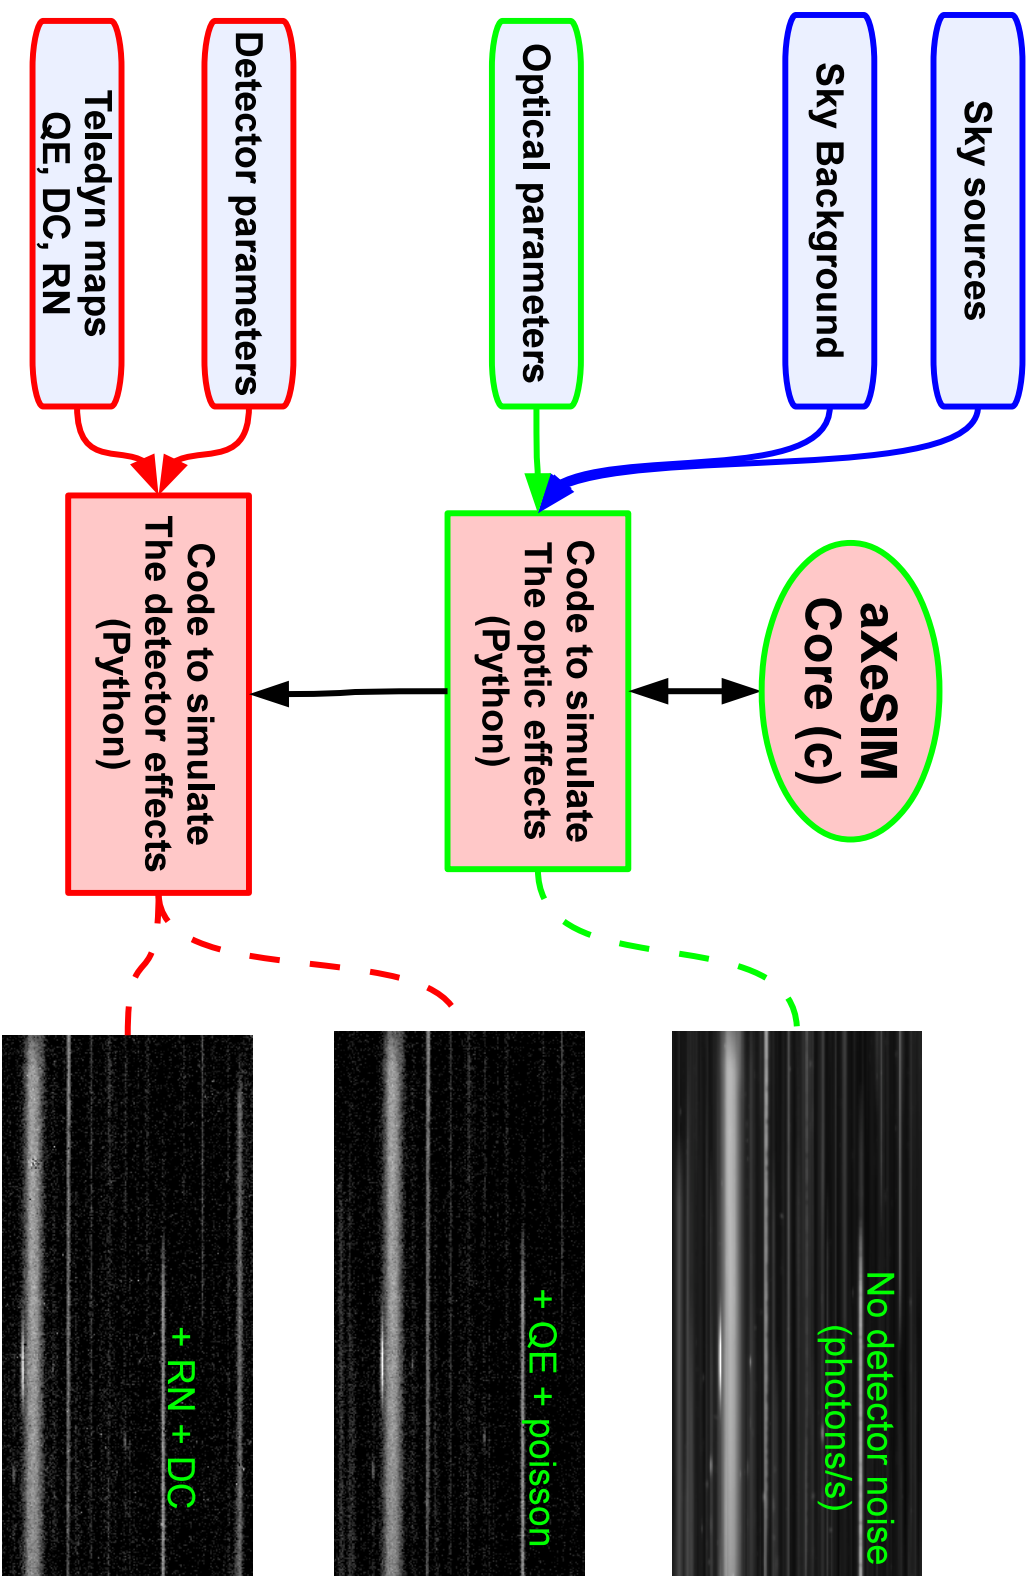 Sky sources
Sky Background
Optical parameters
Detector parameters
Teledyn maps
QE, DC, RN
aXeSIM
Core (c)
Code to simulate
The optic effects
(Python)
Code to simulate
The detector effects
(Python)
No detector noise
(photons/s)
+ QE + poisson
+ RN + DC